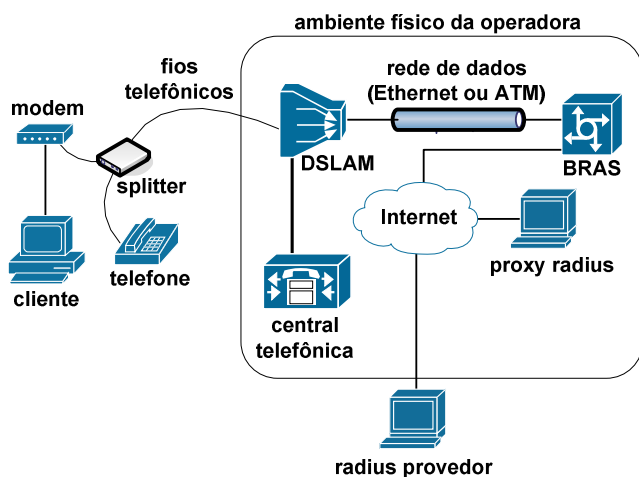 ambiente físico da operadora
fios
telefônicos
rede de dados
(Ethernet ou ATM)
modem
splitter
DSLAM
BRAS
Internet
telefone
cliente
proxy radius
central
telefônica
radius provedor